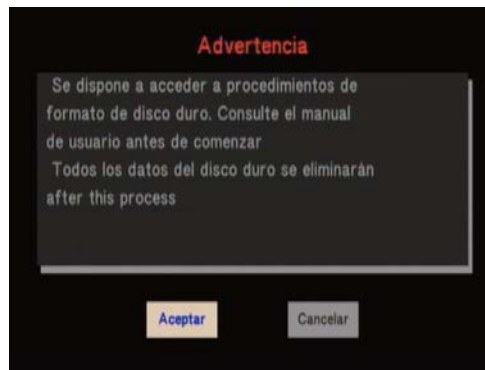 Advertencia
Se dispone a acceder a procedimientos de
formato de disco duro. Consulte el manual
de usuario antes de comenzar
Todos los datos del disco duro se eliminarán
after this process
Aceptar
Cancelar